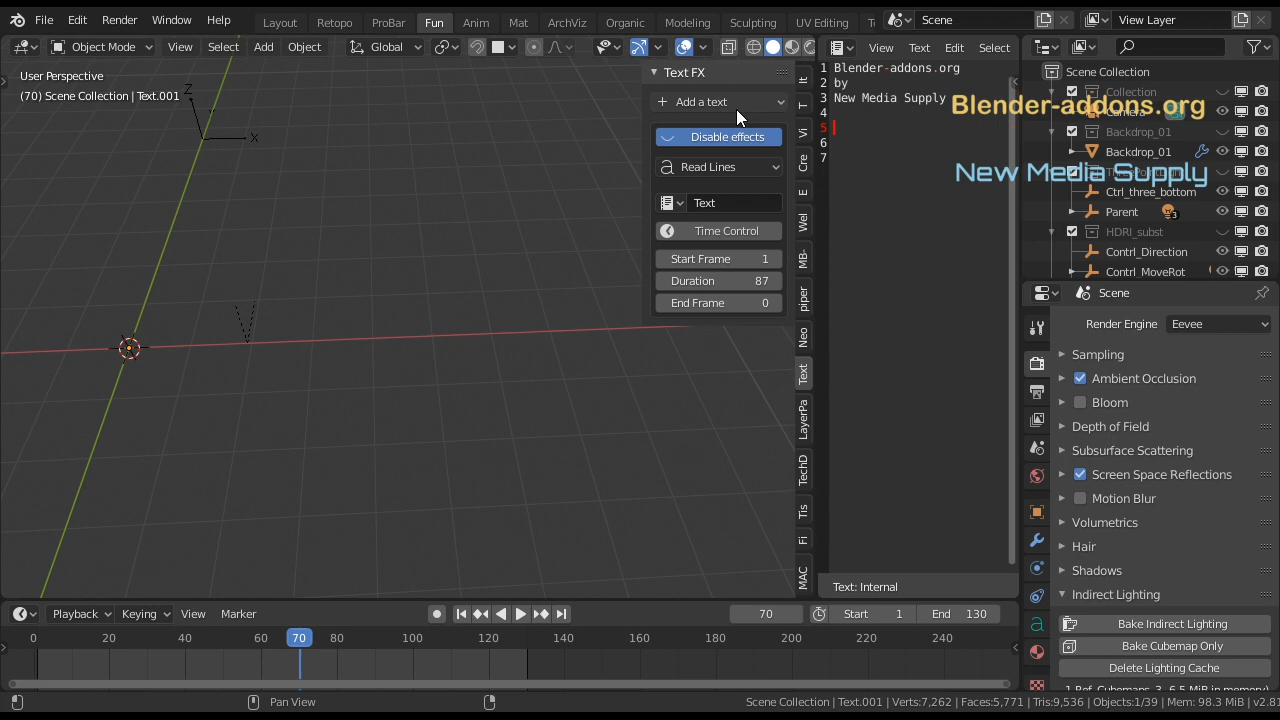 File Edit Render Window Help
Layout Retopo ProBar Fun Anim Mat ArchViz Organic Modeling Sculpting UV Editing
Scene
View Layer
Object Mode View Select Add Object Global
View Text Edit Select
User Perspective
(70) Scene Collection | Text.001
Z
Y
X
Text FX
Add a text
Disable effects
Read Lines
Text
Time Control
Start Frame 1
Duration 87
End Frame 0
It
T
Vi
Cre
E
Wel
MB-
piper
Neo
Text
LayerPa
TechD
Tis
Fi
MAC
1 Blender-addons.org
2 by
3 New Media Supply
4
5
6
7
Text: Internal
Scene Collection
Collection
Camera
Backdrop_01
Backdrop_01
Ctrl_three_bottom
Parent 3
HDRI_subst
Contrl_Direction
Contrl_MoveRot
Blender-addons.org
New Media Supply
Scene
Render Engine Eevee
Sampling
Ambient Occlusion
Bloom
Depth of Field
Subsurface Scattering
Screen Space Reflections
Motion Blur
Volumetrics
Hair
Shadows
Indirect Lighting
Bake Indirect Lighting
Bake Cubemap Only
Delete Lighting Cache
Playback Keying View Marker
70 Start 1 End 130
0 20 40 60 70 80 100 120 140 160 180 200 220 240
Pan View
Scene Collection | Text.001 | Verts:7,262 | Faces:5,771 | Tris:9,536 | Objects:1/39 | Mem: 98.3 MiB | v2.8